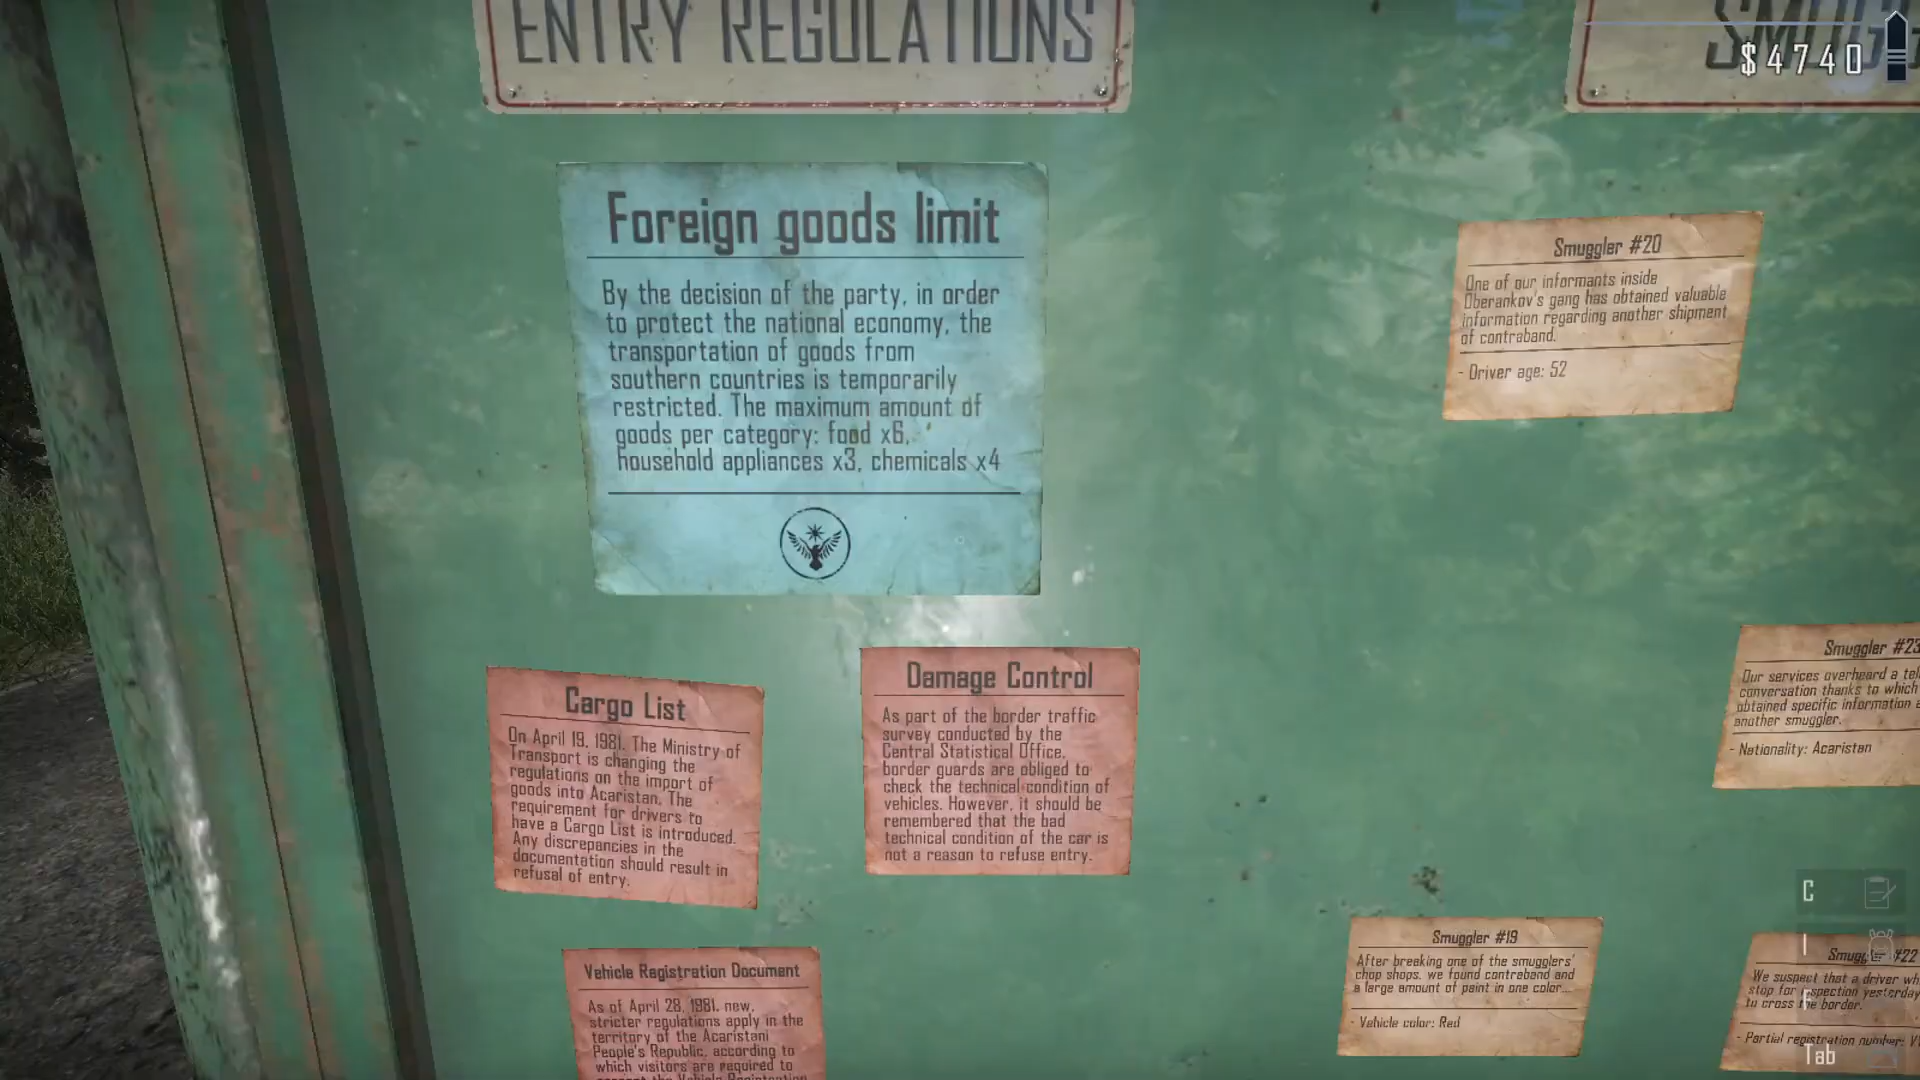 ENTRY REGULATIONS
SMUGG
$4740
Foreign goods limit
By the decision of the party, in order
to protect the national economy, the
transportation of goods from
southern countries is temporarily
restricted. The maximum amount of
goods per category: food x6,
household appliances x3, chemicals x4
Cargo List
On April 19, 1981. The Ministry of
Transport is changing the
regulations on the import of
goods into Acaristan. The
requirement for drivers to
have a Cargo List is introduced.
Any discrepancies in the
documentation should result in
refusal of entry.
Damage Control
As part of the border traffic
survey conducted by the
Central Statistical Office,
border guards are obliged to
check the technical condition of
vehicles. However, it should be
remembered that the bad
technical condition of the car is
not a reason to refuse entry.
Vehicle Registration Document
As of April 28, 1981, new,
stricter regulations apply in the
territory of the Acaristani
People's Republic, according to
which visitors are required to
Smuggler #20
One of our informants inside
Oberankov's gang has obtained valuable
information regarding another shipment
of contraband.
- Driver age: 52
Smuggler #23
Our services overheard a tel
conversation thanks to which
obtained specific information a
another smuggler.
- Nationality: Acaristan
Smuggler #19
After breaking one of the smugglers'
chop shops, we found contraband and
a large amount of paint in one color...
- Vehicle color: Red
#22
We suspect that a driver wh
stop for inspection yesterday
to cross the border.
- Partial registration number: V
C
I
F
Tab